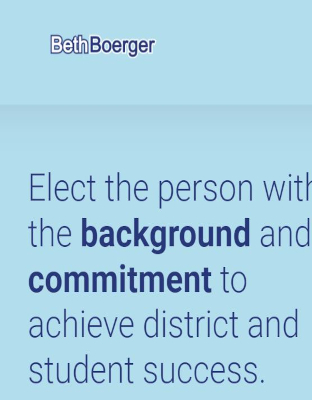 BethBoerger
Elect the person with
the background and
commitment to
achieve district and
student success.